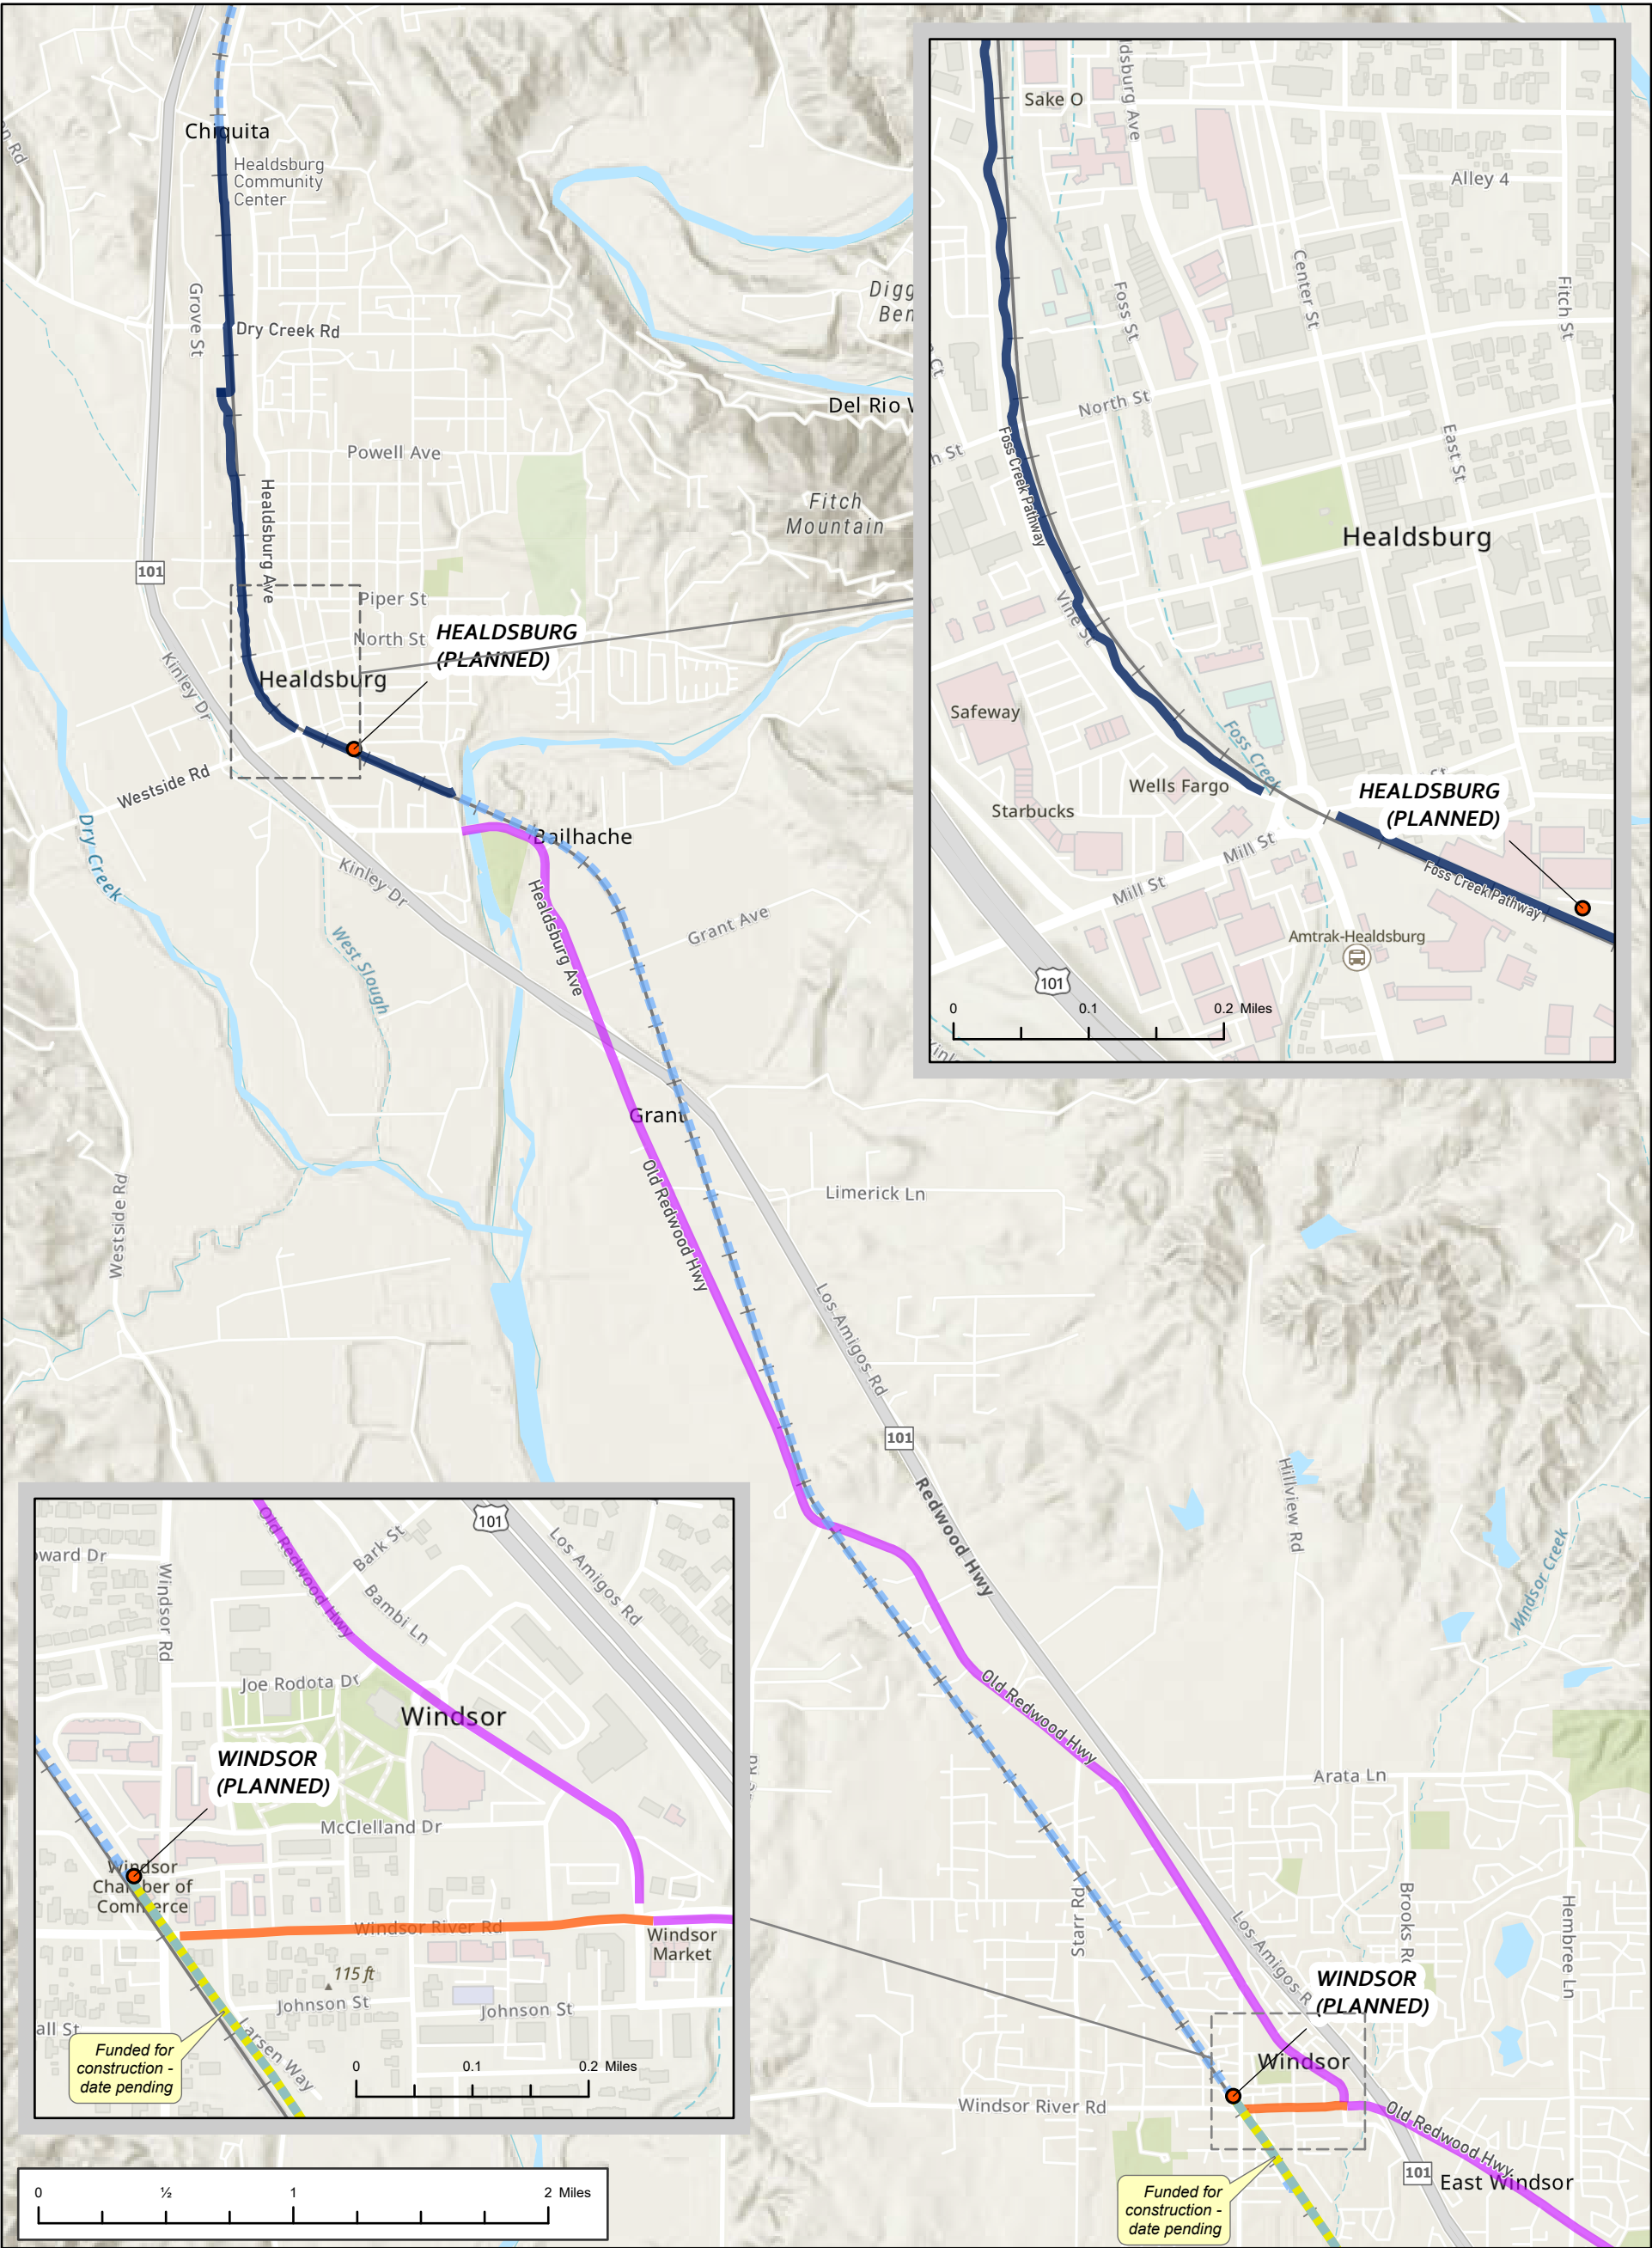 Chiquita
Healdsburg
Community
Center
Grove St
Dry Creek Rd
Powell Ave
Healdsburg Ave
101
Piper St
North St
HEALDSBURG
(PLANNED)
Healdsburg
Kinley Dr
Westside Rd
Dry Creek
Bailhache
Kinley Dr
Healdsburg Ave
Grant Ave
West Slough
Fitch
Mountain
Grant
Old Redwood Hwy
Limerick Ln
Westside Rd
Los Amigos Rd
101
Redwood Hwy
Hillview Rd
Windsor Creek
Old Redwood Hwy
Arata Ln
Starr Rd
Brooks Rd
Hembree Ln
Los Amigos R
WINDSOR
(PLANNED)
Windsor
Windsor River Rd
Old Redwood Hwy
101
East Windsor
Funded for
construction -
date pending
Sake O
ldsburg Ave
Alley 4
Center St
Fitch St
Foss St
North St
East St
Foss Creek Pathway
Healdsburg
Vine St
Safeway
Foss Creek
Wells Fargo
Starbucks
HEALDSBURG
(PLANNED)
Mill St
Mill St
Foss Creek Pathway
Amtrak-Healdsburg
101
0 0.1 0.2 Miles
Old Redwood Hwy
Bark St
101
Los Amigos Rd
oward Dr
Windsor Rd
Bambi Ln
Joe Rodota Dr
Windsor
WINDSOR
(PLANNED)
McClelland Dr
Windsor
Chamber of
Commerce
Windsor River Rd
Windsor
Market
115 ft
Johnson St
Johnson St
all St
Larsen Way
Funded for
construction -
date pending
0 0.1 0.2 Miles
0 ½ 1 2 Miles